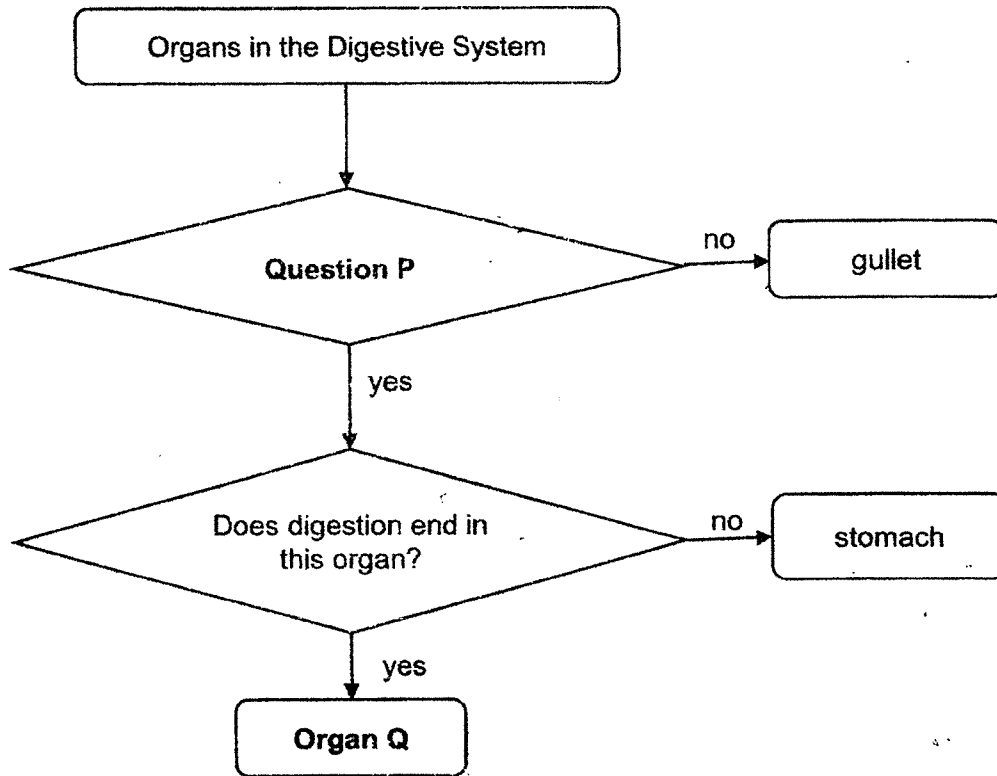 Organs in the Digestive System
Question P
no
gullet
yes
Does digestion end in
this organ?
no
stomach
yes
Organ Q